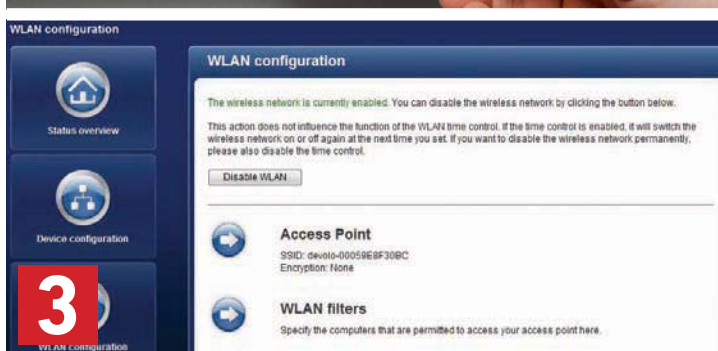 WLAN configuration
Status overview
Device configuration
3
WLAN configuration
WLAN configuration
The wireless network is currently enabled. You can disable the wireless network by clicking the button below.
This action does not influence the function of the WLAN time control. If the time control is enabled, it will switch the
wireless network on or off again at the next time you set. If you want to disable the wireless network permanently,
please also disable the time control.
Disable WLAN
Access Point
SSID: devolo-00059E8F30BC
Encryption: None
WLAN filters
Specify the computers that are permitted to access your access point here.